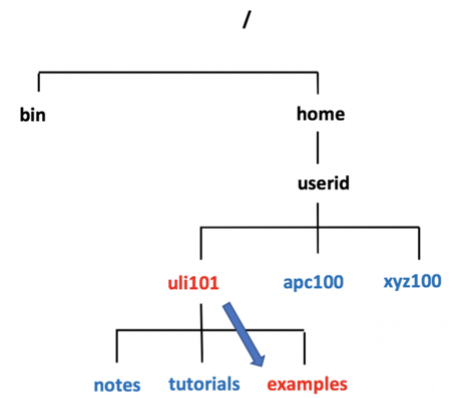 /
bin home
userid
uli101 apc100 xyz100
notes tutorials examples